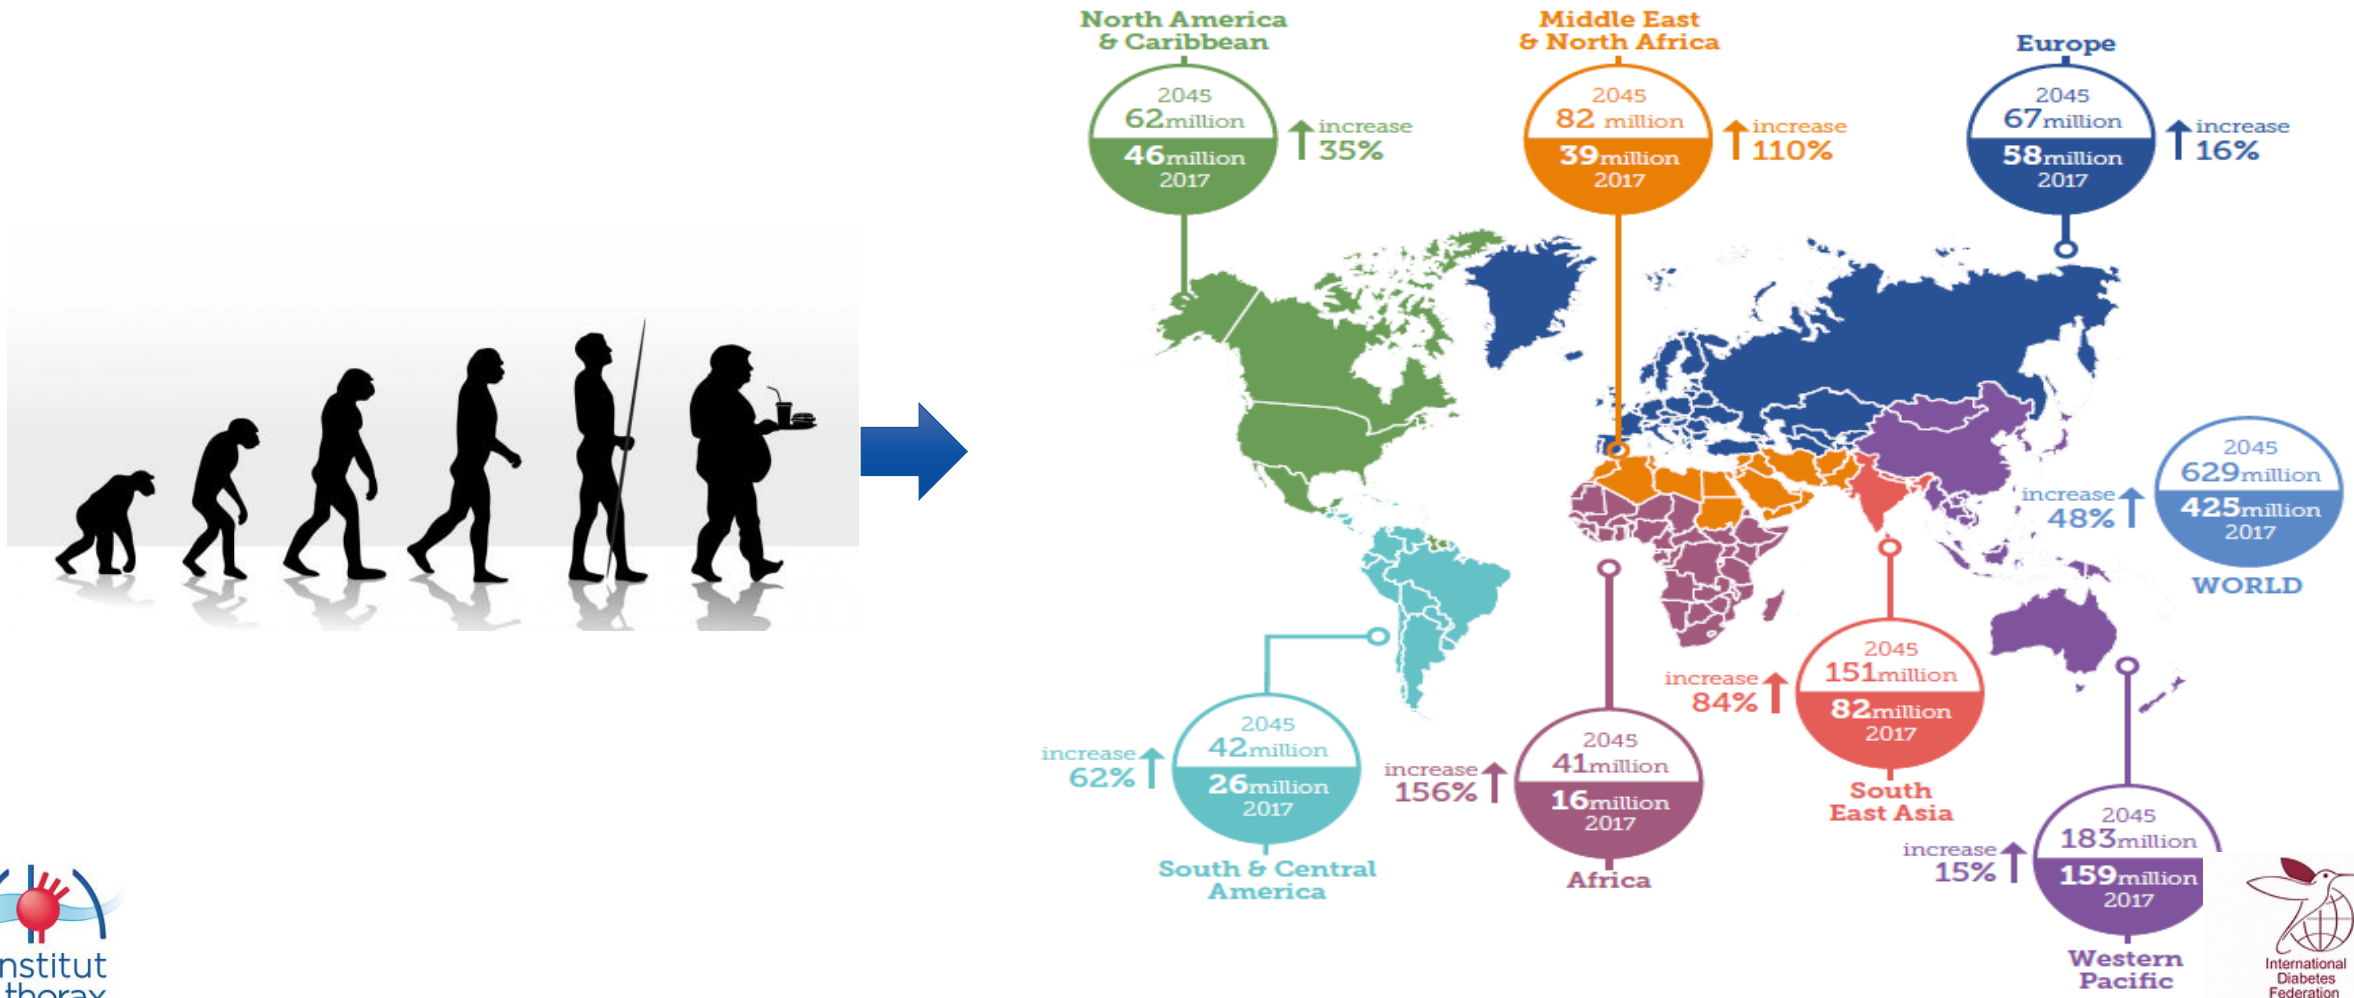 North America
& Caribbean
2045
62million
46million
2017
increase
35%
Middle East
& North Africa
2045
82 million
39million
2017
increase
110%
Europe
2045
67million
58million
2017
increase
16%
2045
629million
425million
2017
increase
48%
WORLD
2045
42million
26million
2017
increase
62%
South & Central
America
2045
41million
16million
2017
increase
156%
Africa
2045
151million
82million
2017
increase
84%
South
East Asia
2045
183million
159million
2017
increase
15%
Western
Pacific
nstitut
thorax
International
Diabetes
Federation